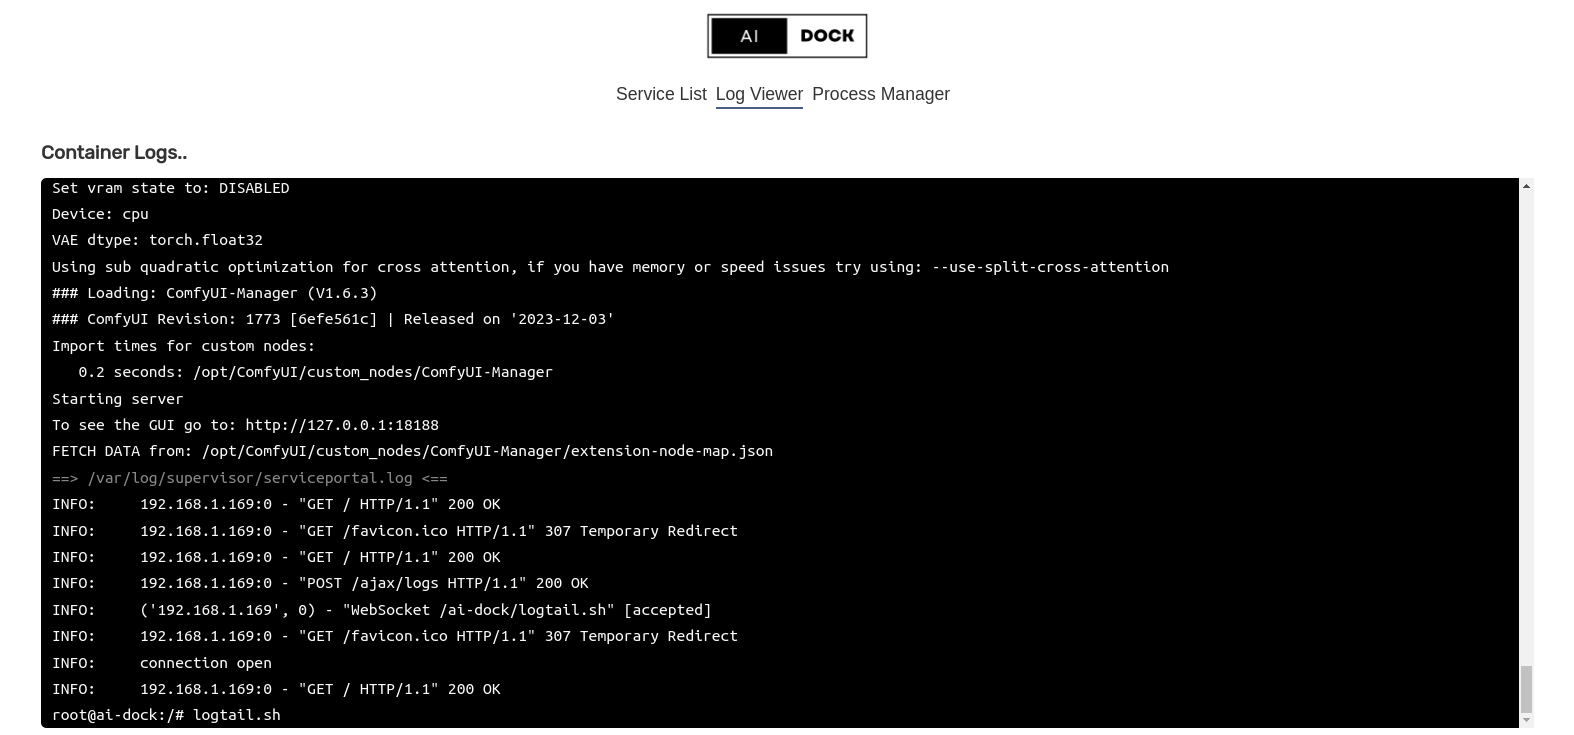 AI DOCK
Service List Log Viewer Process Manager
Container Logs..
Set vram state to: DISABLED
Device: cpu
VAE dtype: torch.float32
Using sub quadratic optimization for cross attention, if you have memory or speed issues try using: --use-split-cross-attention
### Loading: ComfyUI-Manager (V1.6.3)
### ComfyUI Revision: 1773 [6efe561c] | Released on '2023-12-03'
Import times for custom nodes:
   0.2 seconds: /opt/ComfyUI/custom_nodes/ComfyUI-Manager
Starting server
To see the GUI go to: http://127.0.0.1:18188
FETCH DATA from: /opt/ComfyUI/custom_nodes/ComfyUI-Manager/extension-node-map.json
==> /var/log/supervisor/serviceportal.log <==
INFO:     192.168.1.169:0 - "GET / HTTP/1.1" 200 OK
INFO:     192.168.1.169:0 - "GET /favicon.ico HTTP/1.1" 307 Temporary Redirect
INFO:     192.168.1.169:0 - "GET / HTTP/1.1" 200 OK
INFO:     192.168.1.169:0 - "POST /ajax/logs HTTP/1.1" 200 OK
INFO:     ('192.168.1.169', 0) - "WebSocket /ai-dock/logtail.sh" [accepted]
INFO:     192.168.1.169:0 - "GET /favicon.ico HTTP/1.1" 307 Temporary Redirect
INFO:     connection open
INFO:     192.168.1.169:0 - "GET / HTTP/1.1" 200 OK
root@ai-dock:/# logtail.sh